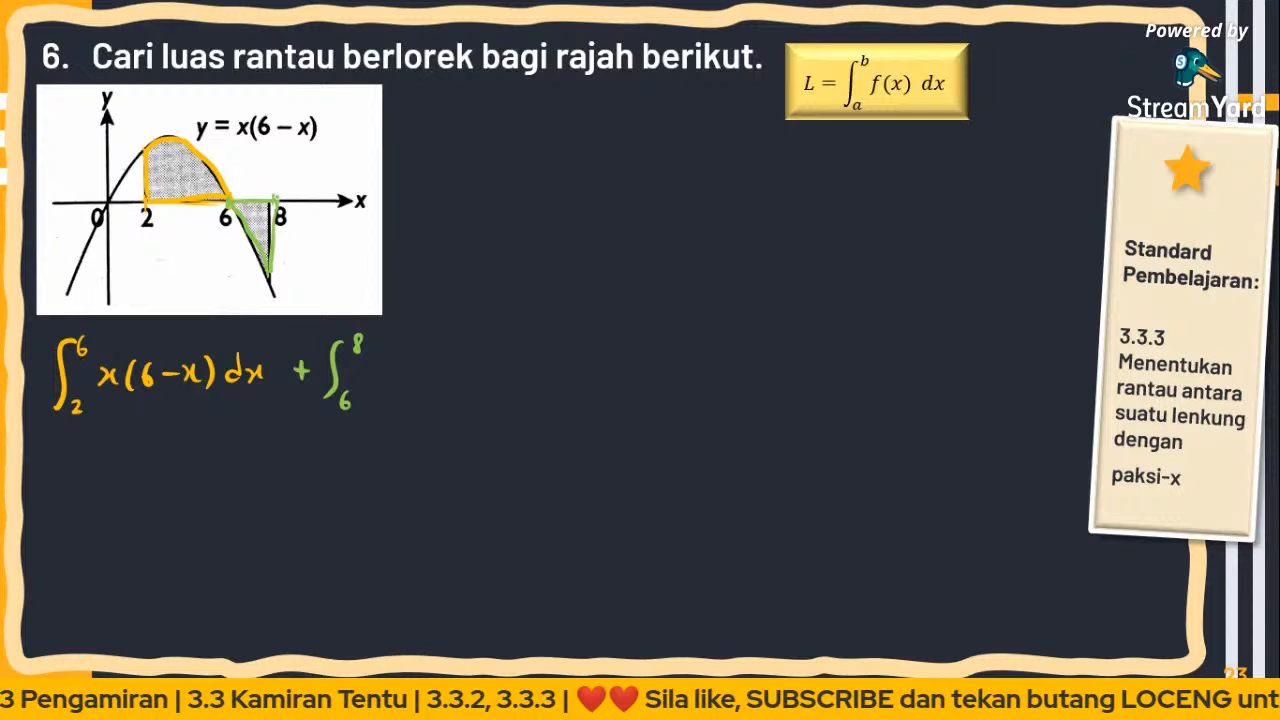 Powered by
StreamYard
6. Cari luas rantau berlorek bagi rajah berikut.
L = ∫_a^b f(x) dx
y
y = x(6 – x)
x
0 2 6 8
∫_2^6 x(6-x) dx + ∫_6^8
Standard
Pembelajaran:
3.3.3
Menentukan
rantau antara
suatu lenkung
dengan
paksi-x
23
3 Pengamiran | 3.3 Kamiran Tentu | 3.3.2, 3.3.3 | ❤️❤️ Sila like, SUBSCRIBE dan tekan butang LOCENG unt